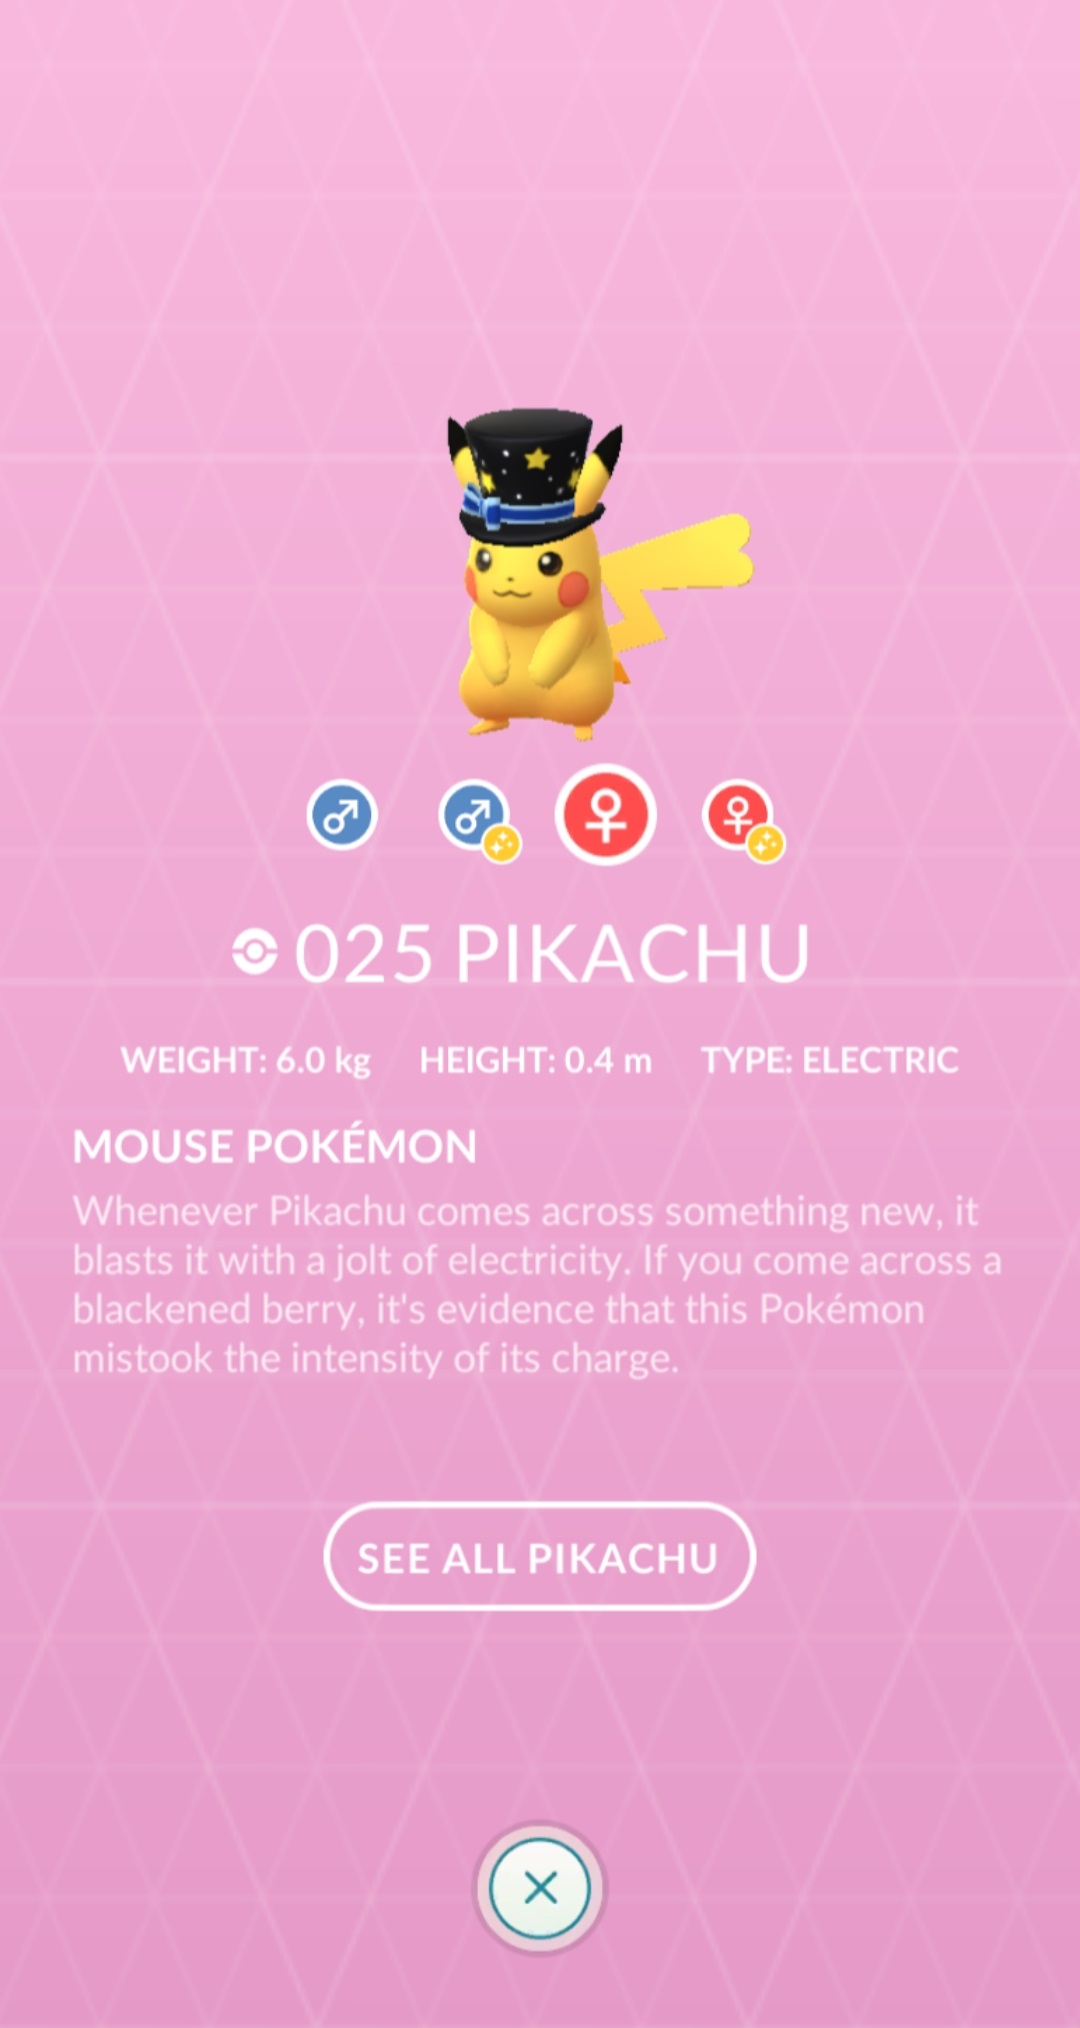 025 PIKACHU
WEIGHT: 6.0 kg HEIGHT: 0.4 m TYPE: ELECTRIC
MOUSE POKÉMON
Whenever Pikachu comes across something new, it
blasts it with a jolt of electricity. If you come across a
blackened berry, it's evidence that this Pokémon
mistook the intensity of its charge.
SEE ALL PIKACHU